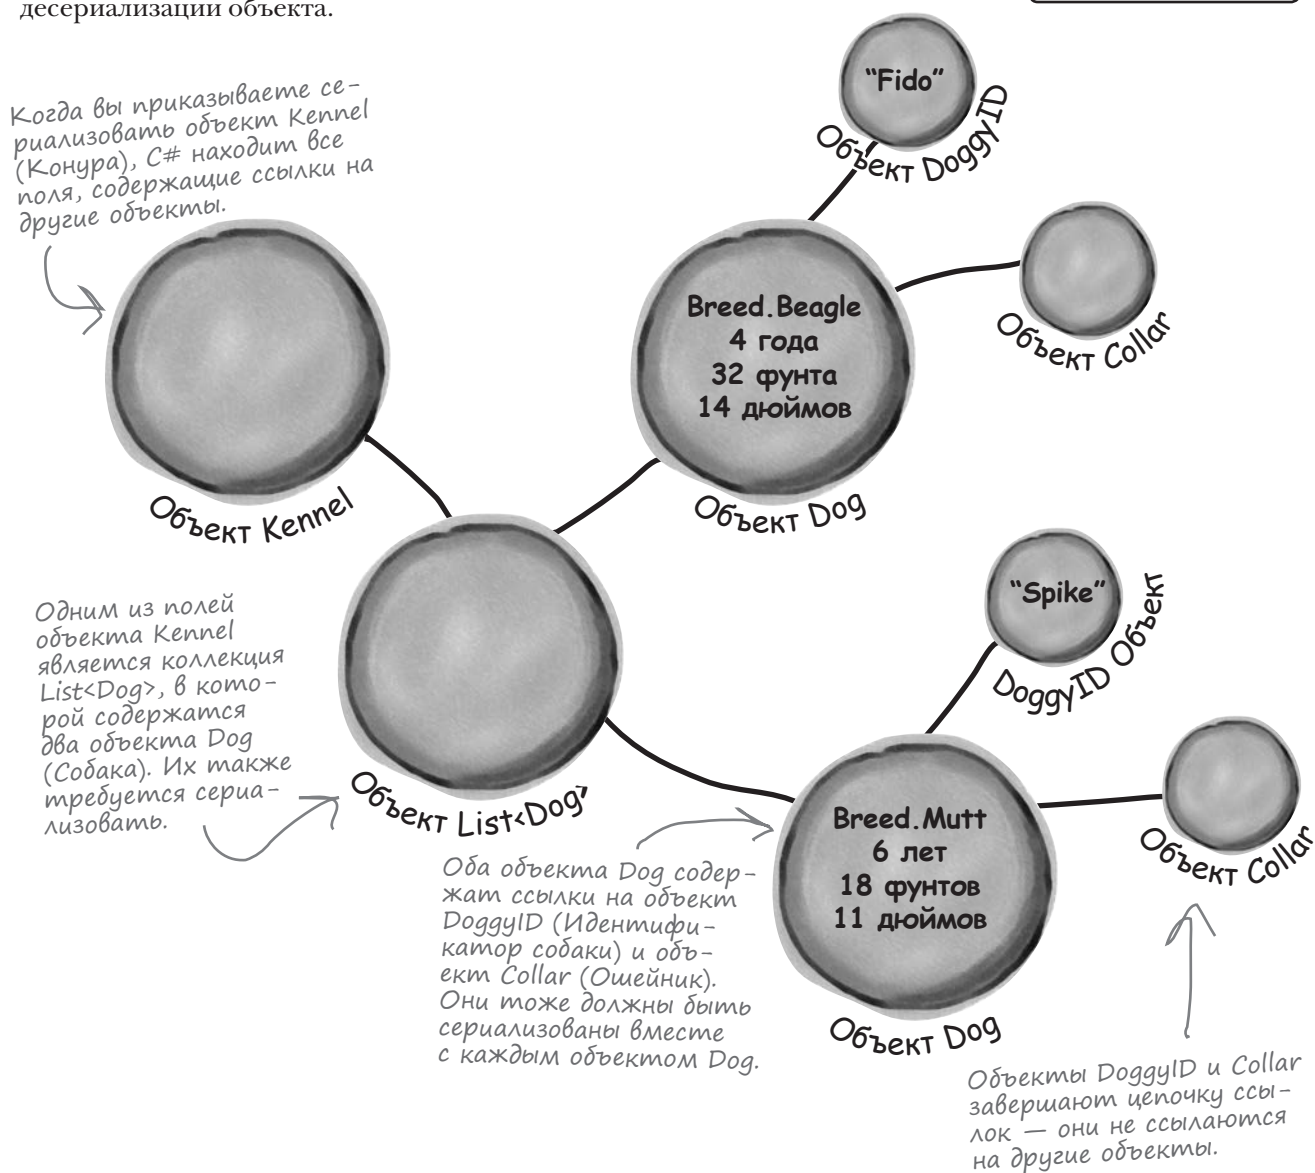 десериализации объекта.
Когда вы приказываете се-
риализовать объект Kennel
(Конура), C# находит все
поля, содержащие ссылки на
другие объекты.
"Fido"
Объект DoggyID
Объект Collar
Breed.Beagle
4 года
32 фунта
14 дюймов
Объект Dog
Объект Kennel
Одним из полей
объекта Kennel
является коллекция
List<Dog>, в кото-
рой содержатся
два объекта Dog
(Собака). Их также
требуется сериа-
лизовать.
Объект List<Dog>
"Spike"
DoggyID Объект
Объект Collar
Breed.Mutt
6 лет
18 фунтов
11 дюймов
Объект Dog
Оба объекта Dog содер-
жат ссылки на объект
DoggyID (Идентифи-
катор собаки) и объ-
ект Collar (Ошейник).
Они тоже должны быть
сериализованы вместе
с каждым объектом Dog.
Объекты DoggyID и Collar
завершают цепочку ссы-
лок — они не ссылаются
на другие объекты.